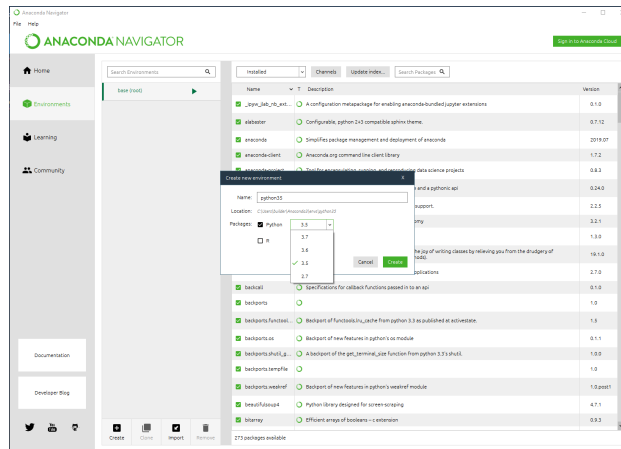 Anaconda Navigator
File Help
ANACONDA NAVIGATOR
Sign in to Anaconda Cloud
Home
Environments
Learning
Community
Documentation
Developer Blog
Search Environments
base (root)
Create Clone Import Remove
Installed Channels Update index... Search Packages
Name T Description Version
_ipyw_jlab_nb_ext... A configuration metapackage for enabling anaconda-bundled jupyter extensions 0.1.0
alabaster Configurable, python 2+3 compatible sphinx theme. 0.7.12
anaconda Simplifies package management and deployment of anaconda 2019.07
anaconda-client Anaconda.org command line client library 1.7.2
anaconda-project Tool for encapsulating, running, and reproducing data science projects 0.8.3
and a pythonic api 0.24.0
support. 2.2.5
omy 3.2.1
1.3.0
the joy of writing classes by relieving you from the drudgery of
hods). 19.1.0
pplications 2.7.0
backcall Specifications for callback functions passed in to an api 0.1.0
backports 1.0
backports.functool... Backport of functools.lru_cache from python 3.3 as published at activestate. 1.5
backports.os Backport of new features in python's os module 0.1.1
backports.shutil_g... A backport of the get_terminal_size function from python 3.3's shutil. 1.0.0
backports.tempfile 1.0
backports.weakref Backport of new features in python's weakref module 1.0.post1
beautifulsoup4 Python library designed for screen-scraping 4.7.1
bitarray Efficient arrays of booleans -- c extension 0.9.3
273 packages available
Create new environment X
Name: python35
Location:
Packages: Python 3.5
R
3.7
3.6
3.5
3.7
Cancel Create